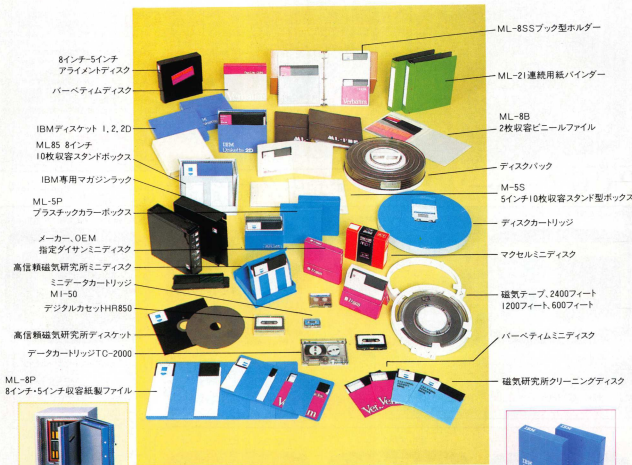 8インチ-5インチ
アライメントディスク
バーベティムディスク
IBMディスケット 1,2,2D
ML85 8インチ
10枚収容スタンドボックス
IBM専用マガジンラック
ML-5P
プラスチックカラーボックス
メーカー、OEM
指定ダイサンミニディスク
高信頼磁気研究所ミニディスク
ミニデータカートリッジ
MI-50
デジタルカセットHR850
高信頼磁気研究所ディスケット
データカートリッジTC-2000
ML-8P
8インチ・5インチ収容紙製ファイル
ML-8SSブック型ホルダー
ML-21連続用紙バインダー
ML-8B
2枚収容ビニールファイル
ディスクパック
M-5S
5インチ10枚収容スタンド型ボックス
ディスクカートリッジ
マクセルミニディスク
磁気テープ、2400フィート
1200フィート、600フィート
バーベティムミニディスク
磁気研究所クリーニングディスク
Verbatim
IBM
Diskette 2D
IBM
IBM